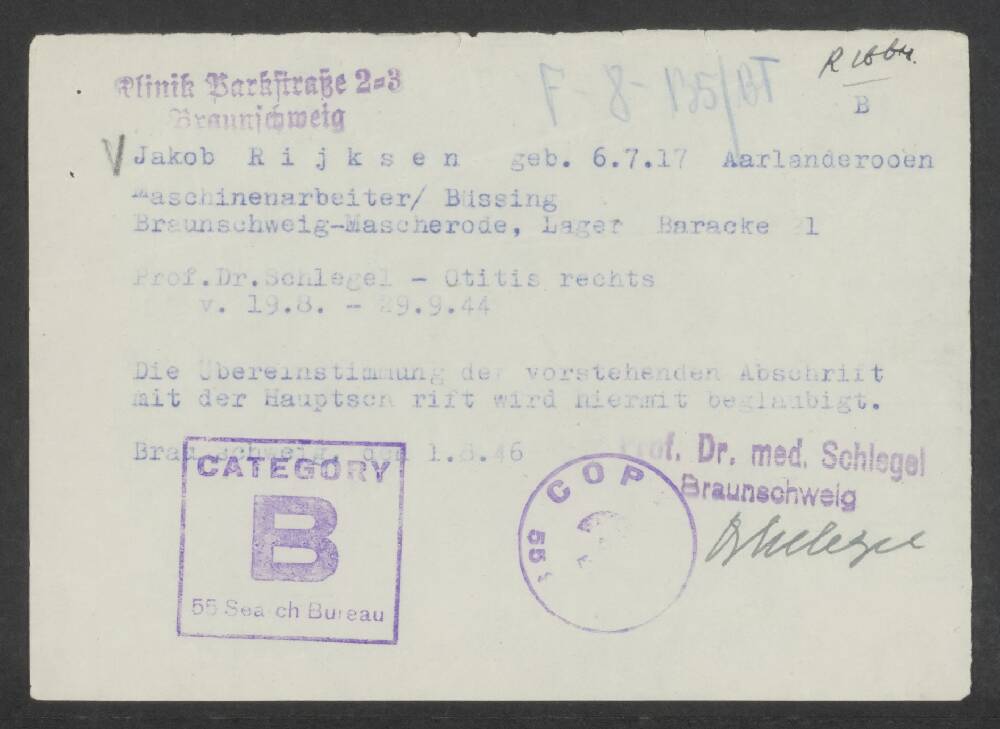 Klinik Parkstraße 2-3
Braunschweig
F-8-135/BT
B
V Jakob Rijksen geb. 6.7.17 Aarlanderooen
Maschinenarbeiter/ Büssing
Braunschweig-Mascherode, Lager Baracke 1
Prof.Dr.Schlegel - Otitis rechts
v. 19.8. - 29.9.44
Die Übereinstimmung der vorstehenden Abschrift
mit der Hauptschrift wird hiermit beglaubigt.
Braunschweig, den 1.8.46
Prof. Dr. med. Schlegel
Braunschweig
Schlegel
CATEGORY
B
55 Search Bureau
COP
55